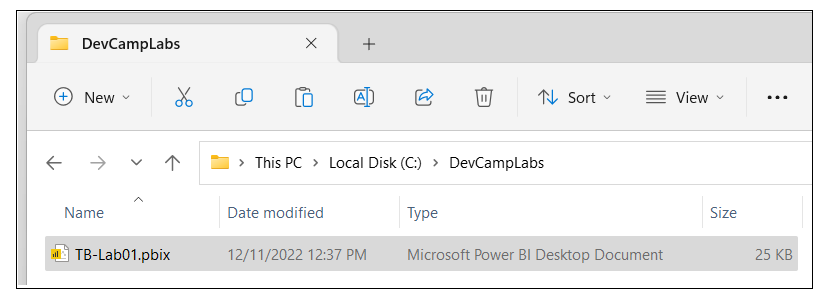 DevCampLabs
New Sort View
This PC Local Disk (C:) DevCampLabs
Name Date modified Type Size
TB-Lab01.pbix 12/11/2022 12:37 PM Microsoft Power BI Desktop Document 25 KB